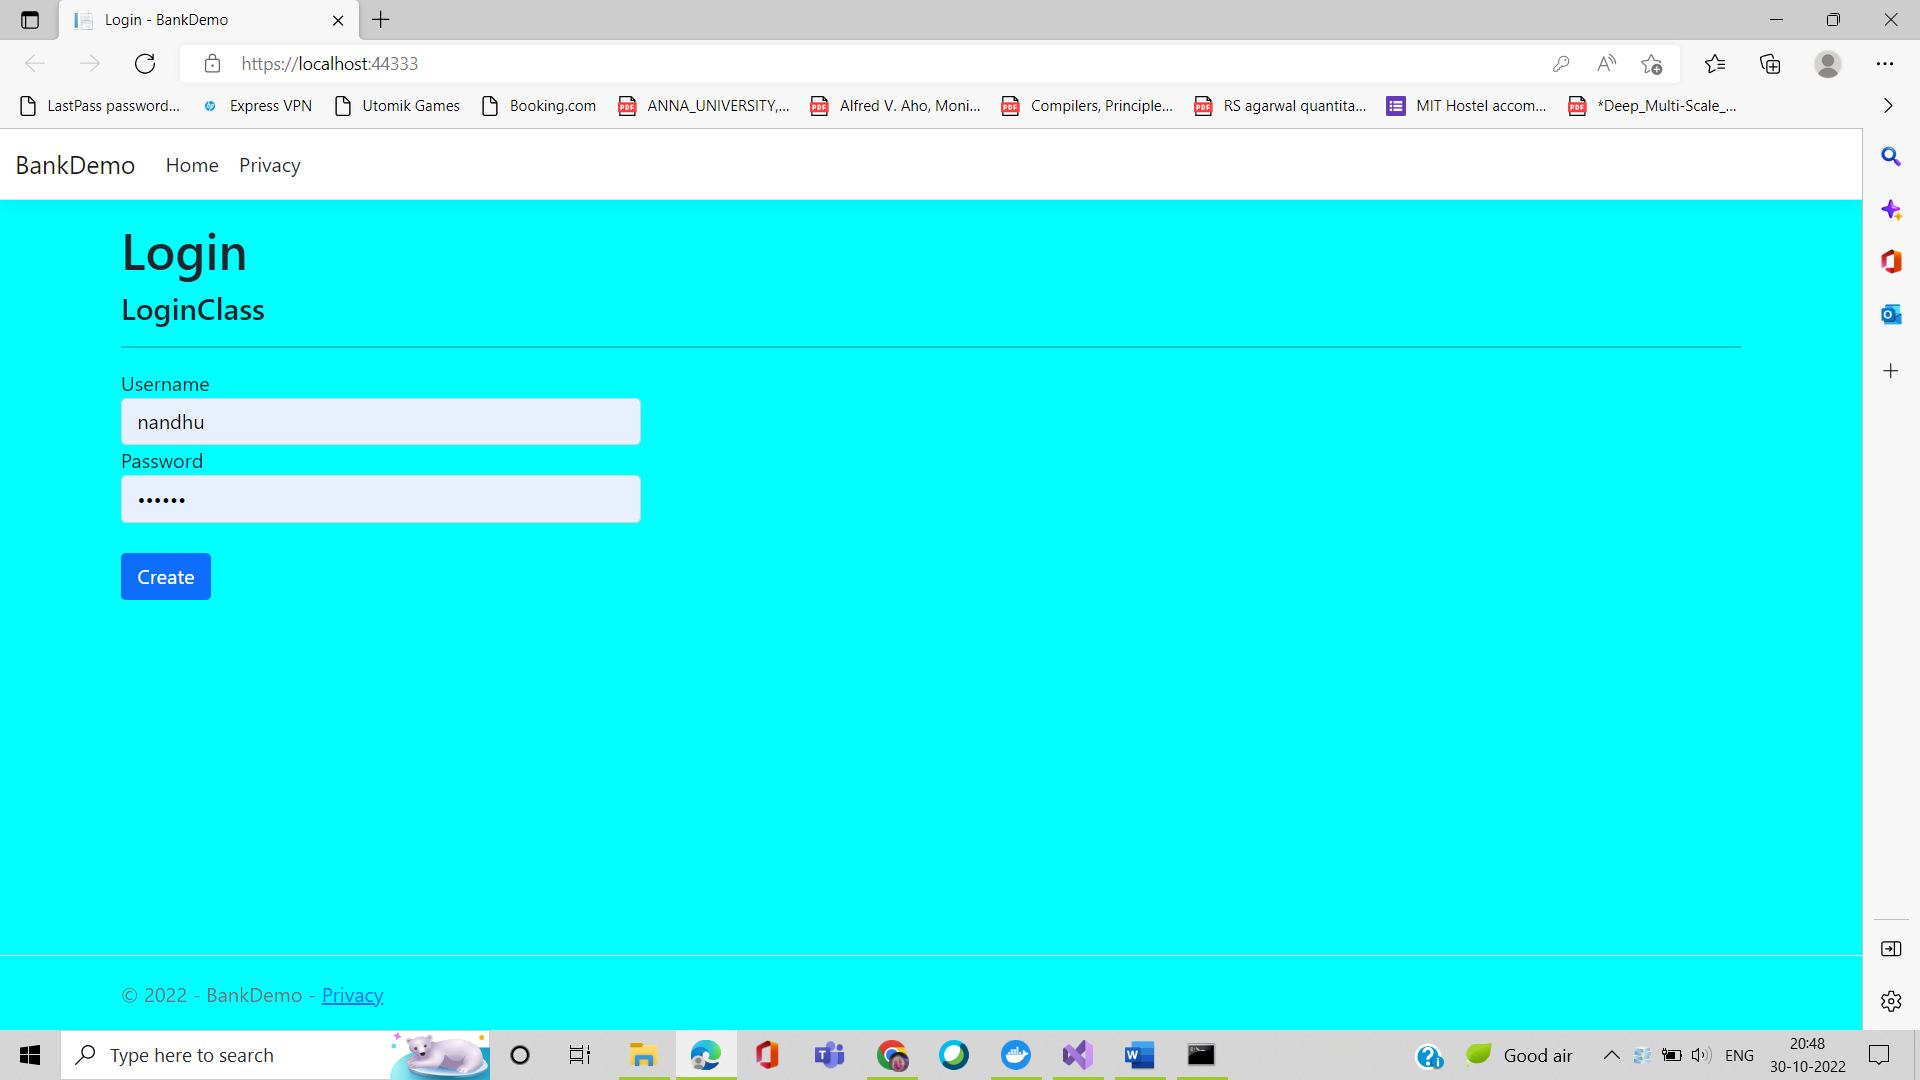 Login - BankDemo
https://localhost:44333
LastPass password... Express VPN Utomik Games Booking.com ANNA_UNIVERSITY,... Alfred V. Aho, Moni... Compilers, Principle... RS agarwal quantita... MIT Hostel accom... *Deep_Multi-Scale_...
BankDemo Home Privacy
Login
LoginClass
Username
nandhu
Password
••••••
Create
© 2022 - BankDemo - Privacy
Type here to search
Good air
ENG
20:48
30-10-2022